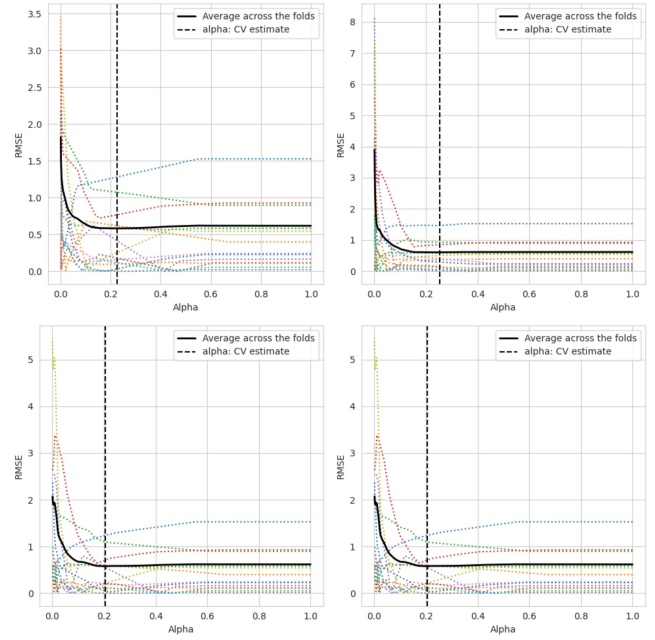 3.5
3.0
2.5
2.0
1.5
1.0
0.5
0.0
RMSE
Average across the folds
alpha: CV estimate
0.0 0.2 0.4 0.6 0.8 1.0
Alpha
8
7
6
5
4
3
2
1
0
RMSE
Average across the folds
alpha: CV estimate
0.0 0.2 0.4 0.6 0.8 1.0
Alpha
5
4
3
2
1
0
RMSE
Average across the folds
alpha: CV estimate
0.0 0.2 0.4 0.6 0.8 1.0
Alpha
5
4
3
2
1
0
RMSE
Average across the folds
alpha: CV estimate
0.0 0.2 0.4 0.6 0.8 1.0
Alpha